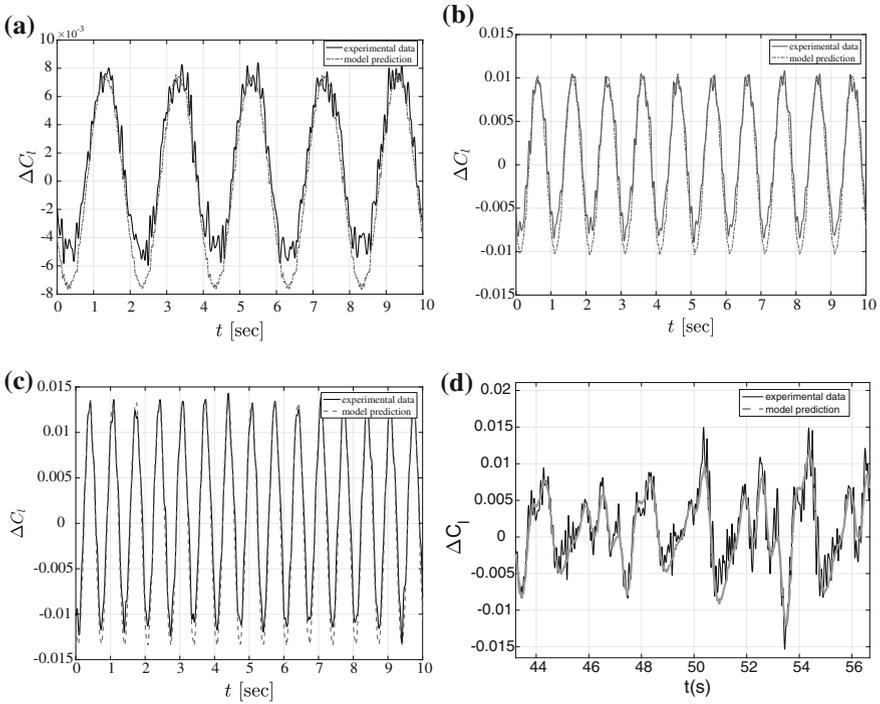 (a)
10 ×10⁻³
experimental data
model prediction
8
6
4
2
0
-2
-4
-6
-8
ΔC_l
0 1 2 3 4 5 6 7 8 9 10
t [sec]
(b)
0.015
experimental data
model prediction
0.01
0.005
0
-0.005
-0.01
-0.015
ΔC_l
0 1 2 3 4 5 6 7 8 9 10
t [sec]
(c)
0.015
experimental data
model prediction
0.01
0.005
0
-0.005
-0.01
-0.015
ΔC_l
0 1 2 3 4 5 6 7 8 9 10
t [sec]
(d)
0.02
experimental data
model prediction
0.015
0.01
0.005
0
-0.005
-0.01
-0.015
ΔC_l
44 46 48 50 52 54 56
t(s)